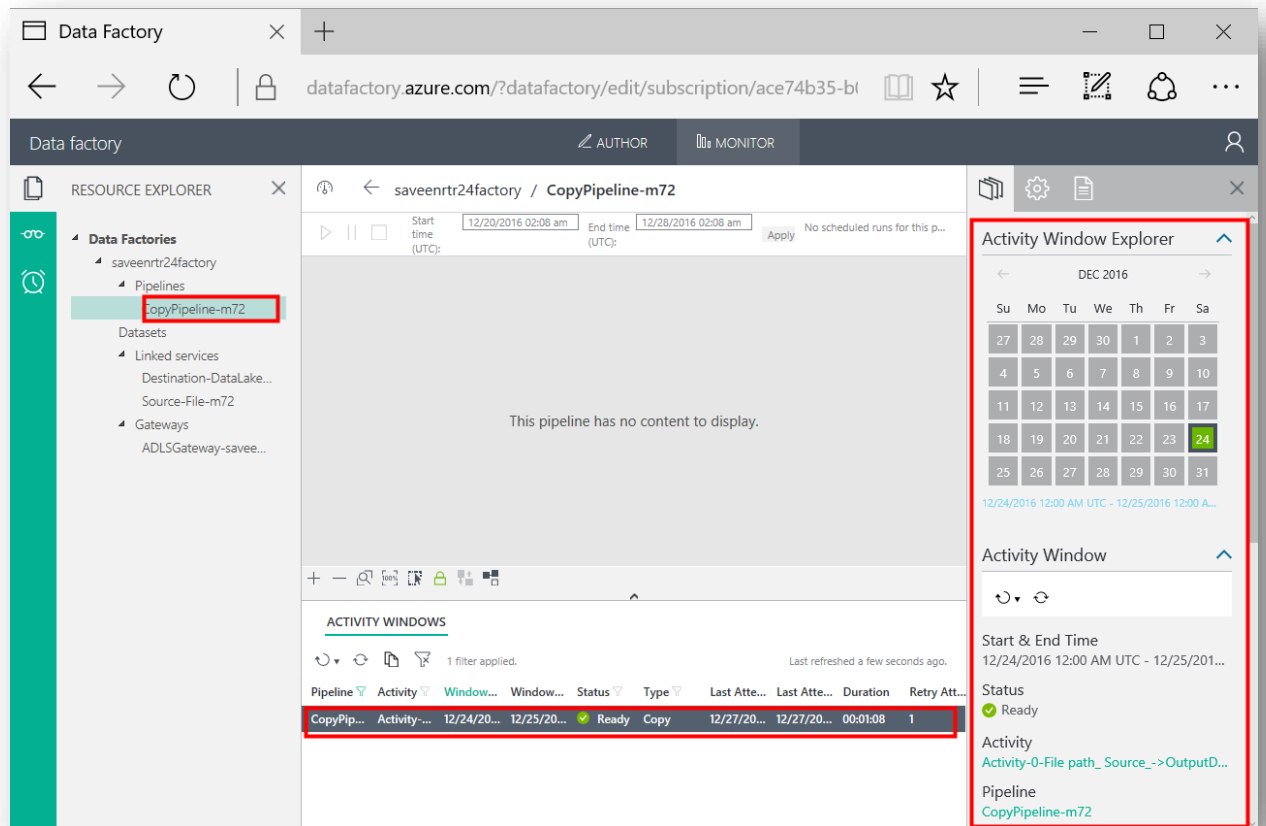 Data Factory
datafactory.azure.com/?datafactory/edit/subscription/ace74b35-b
Data factory
AUTHOR
MONITOR
RESOURCE EXPLORER
Data Factories
saveenrtr24factory
Pipelines
CopyPipeline-m72
Datasets
Linked services
Destination-DataLake...
Source-File-m72
Gateways
ADLSGateway-savee...
saveenrtr24factory / CopyPipeline-m72
Start time (UTC):
12/20/2016 02:08 am
End time (UTC):
12/28/2016 02:08 am
Apply
No scheduled runs for this p...
This pipeline has no content to display.
100%
ACTIVITY WINDOWS
1 filter applied.
Last refreshed a few seconds ago.
Pipeline Activity Window... Window... Status Type Last Atte... Last Atte... Duration Retry Att...
CopyPip... Activity-... 12/24/20... 12/25/20... Ready Copy 12/27/20... 12/27/20... 00:01:08 1
Activity Window Explorer
DEC 2016
Su Mo Tu We Th Fr Sa
27 28 29 30 1 2 3
4 5 6 7 8 9 10
11 12 13 14 15 16 17
18 19 20 21 22 23 24
25 26 27 28 29 30 31
12/24/2016 12:00 AM UTC - 12/25/2016 12:00 A...
Activity Window
Start & End Time
12/24/2016 12:00 AM UTC - 12/25/201...
Status
Ready
Activity
Activity-0-File path_ Source_->OutputD...
Pipeline
CopyPipeline-m72